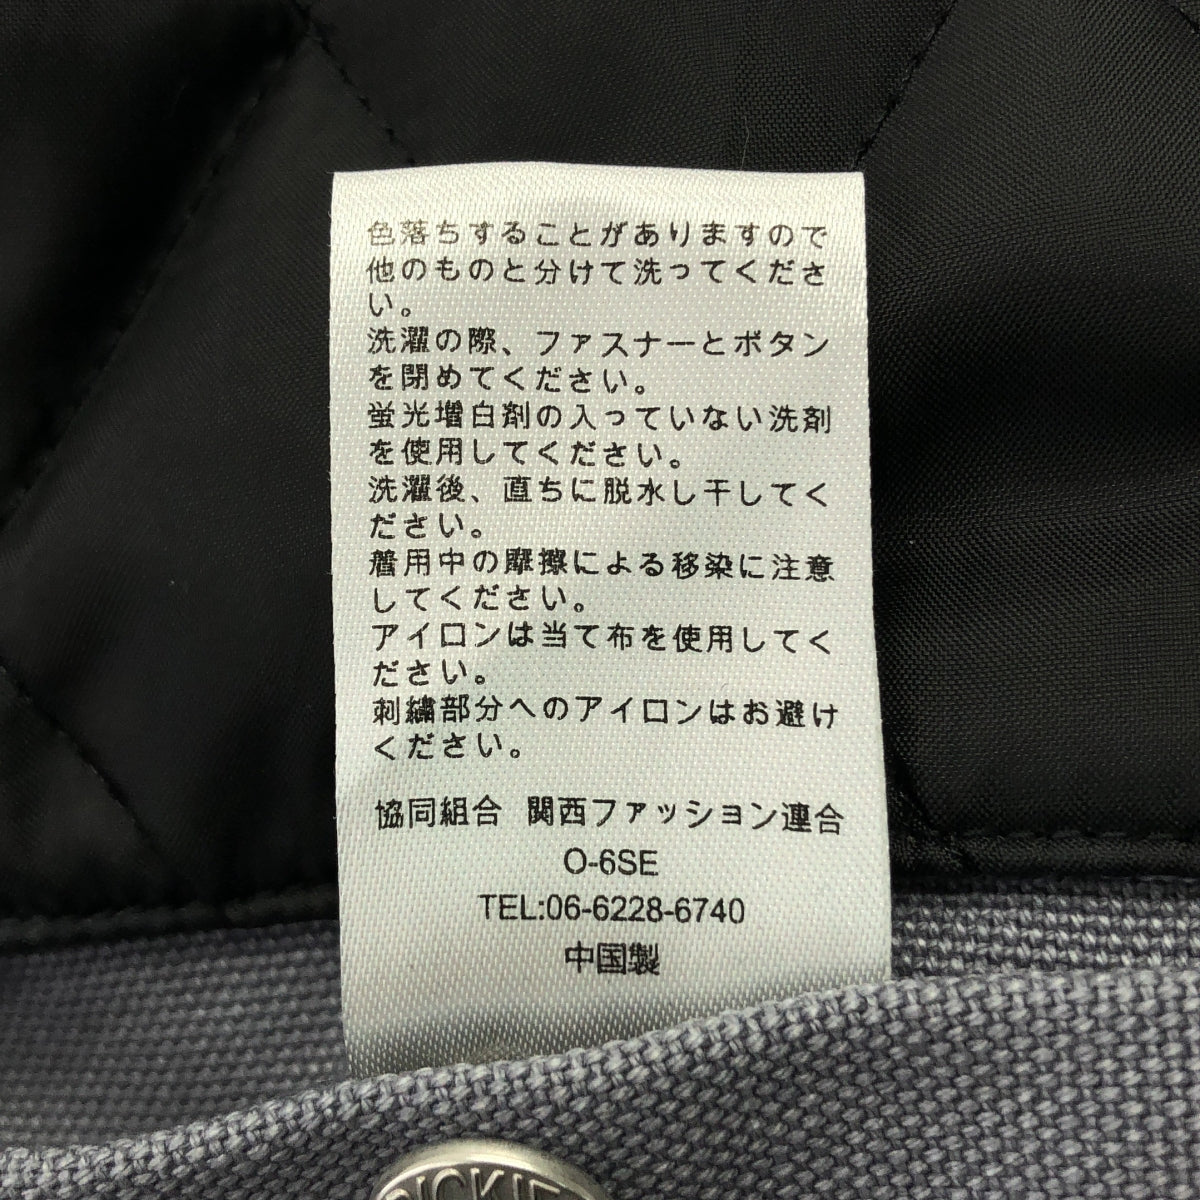 色落ちすることがありますので
他のものと分けて洗ってくださ
い。
洗濯の際、ファスナーとボタン
を閉めてください。
蛍光増白剤の入っていない洗剤
を使用してください。
洗濯後、直ちに脱水し干してく
ださい。
着用中の摩擦による移染に注意
してください。
アイロンは当て布を使用してく
ださい。
刺繍部分へのアイロンはお避け
ください。
協同組合 関西ファッション連合
O-6SE
TEL:06-6228-6740
中国製
DICKIE